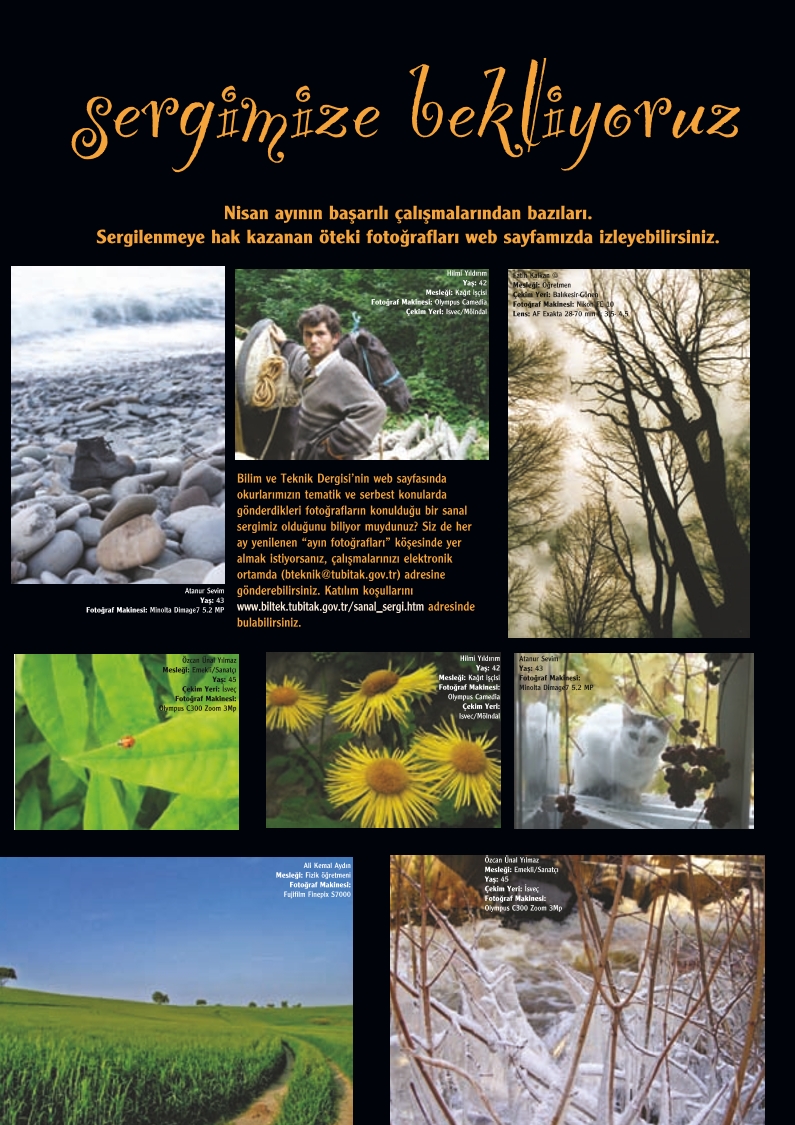 sergimize bekliyoruz
Nisan ayının başarılı çalışmalarından bazıları.
Sergilenmeye hak kazanan öteki fotoğrafları web sayfamızda izleyebilirsiniz.
Hilmi Yıldırım
Yaş: 42
Mesleği: Kağıt işçisi
Fotoğraf Makinesi: Olympus Camedia
Çekim Yeri: İsvec/Mölndal
Mesleği: Öğretmen
Çekim Yeri: Balıkesir-Gönen
Fotoğraf Makinesi: Nikon FE 10
Lens: AF Exakta 28-70 mm 3,5- 4,5
Bilim ve Teknik Dergisi'nin web sayfasında
okurlarımızın tematik ve serbest konularda
gönderdikleri fotoğrafların konulduğu bir sanal
sergimiz olduğunu biliyor muydunuz? Siz de her
ay yenilenen “ayın fotoğrafları” köşesinde yer
almak istiyorsanız, çalışmalarınızı elektronik
ortamda (bteknik@tubitak.gov.tr) adresine
gönderebilirsiniz. Katılım koşullarını
www.biltek.tubitak.gov.tr/sanal_sergi.htm adresinde
bulabilirsiniz.
Atanur Sevim
Yaş: 43
Fotoğraf Makinesi: Minolta Dimage7 5.2 MP
Özcan Ünal Yılmaz
Mesleği: Emekli/Sanatçı
Yaş: 45
Çekim Yeri: İsveç
Fotoğraf Makinesi:
Olympus C300 Zoom 3Mp
Hilmi Yıldırım
Yaş: 42
Mesleği: Kağıt işçisi
Fotoğraf Makinesi:
Olympus Camedia
Çekim Yeri:
İsvec/Mölndal
Atanur Sevim
Yaş: 43
Fotoğraf Makinesi:
Minolta Dimage7 5.2 MP
Ali Kemal Aydın
Mesleği: Fizik öğretmeni
Fotoğraf Makinesi:
Fujifilm Finepix S7000
Özcan Ünal Yılmaz
Mesleği: Emekli/Sanatçı
Yaş: 45
Çekim Yeri: İsveç
Fotoğraf Makinesi:
Olympus C300 Zoom 3Mp